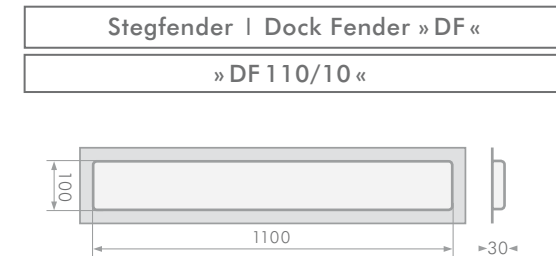 Stegfender | Dock Fender » DF «
» DF 110/10 «
100
1100
30